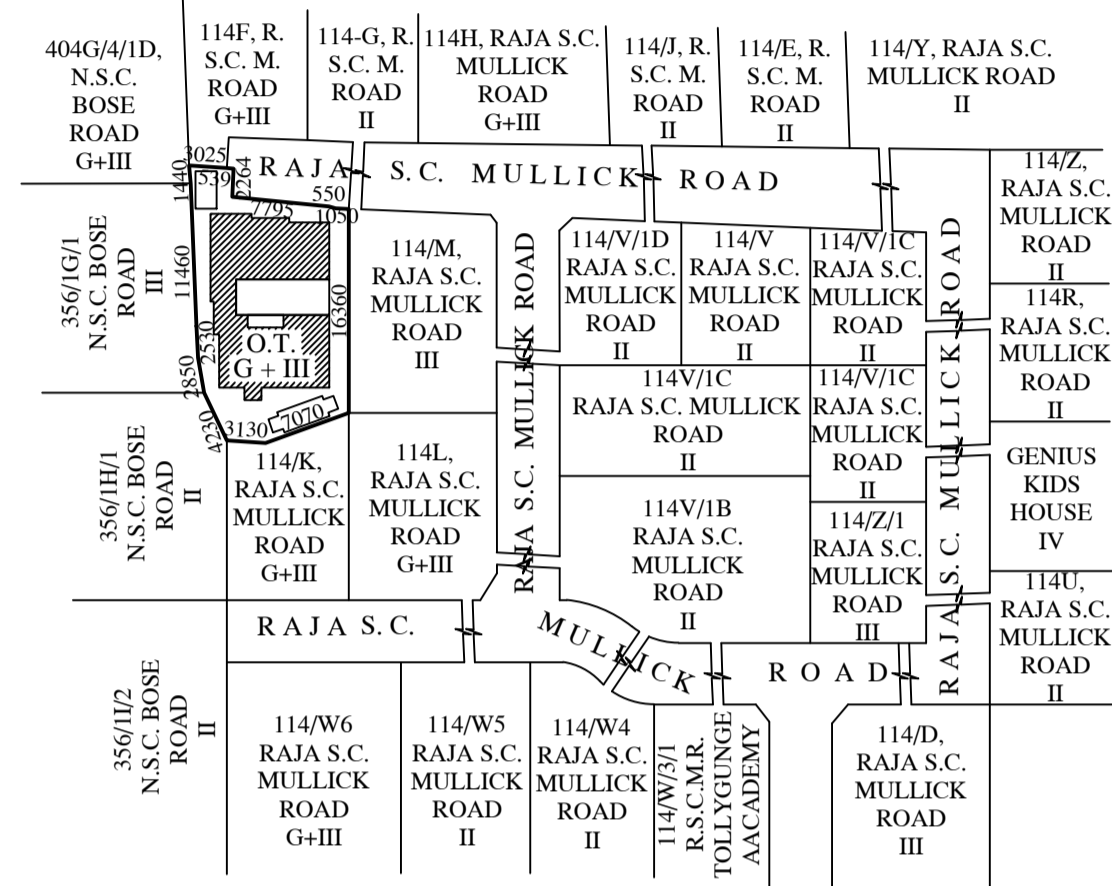 404G/4/1D,
N.S.C.
BOSE
ROAD
G+III
114F, R.
S.C. M.
ROAD
G+III
114-G, R.
S.C. M.
ROAD
II
114H, RAJA S.C.
MULLICK
ROAD
G+III
114/J, R.
S.C. M.
ROAD
II
114/E, R.
S.C. M.
ROAD
II
114/Y, RAJA S.C.
MULLICK ROAD
II
RAJA S.C. MULLICK ROAD
3025
539
2264
1440
550
7795
1050
11460
16360
2530
2850
4230
3130
7070
O.T.
G + III
356/1G/1
N.S.C. BOSE
ROAD
III
114/M,
RAJA S.C.
MULLICK
ROAD
III
RAJA S.C. MULLICK ROAD
114/V/1D
RAJA S.C.
MULLICK
ROAD
II
114/V
RAJA S.C.
MULLICK
ROAD
II
114/V/1C
RAJA S.C.
MULLICK
ROAD
II
RAJA S.C. MULLICK ROAD
114/Z,
RAJA S.C.
MULLICK
ROAD
II
114R,
RAJA S.C.
MULLICK
ROAD
II
114V/1C
RAJA S.C. MULLICK
ROAD
II
114/V/1C
RAJA S.C.
MULLICK
ROAD
II
356/1H/1
N.S.C. BOSE
ROAD
II
114/K,
RAJA S.C.
MULLICK
ROAD
G+III
114L,
RAJA S.C.
MULLICK
ROAD
G+III
114V/1B
RAJA S.C.
MULLICK
ROAD
II
114/Z/1
RAJA S.C.
MULLICK
ROAD
III
GENIUS
KIDS
HOUSE
IV
114U,
RAJA S.C.
MULLICK
ROAD
II
RAJA S.C. MULLICK ROAD
356/1I/2
N.S.C. BOSE
ROAD
II
114/W6
RAJA S.C.
MULLICK
ROAD
G+III
114/W5
RAJA S.C.
MULLICK
ROAD
II
114/W4
RAJA S.C.
MULLICK
ROAD
II
114/W/3/1
R.S.C.M.R.
TOLLYGUNGE
AACADEMY
114/D,
RAJA S.C.
MULLICK
ROAD
III